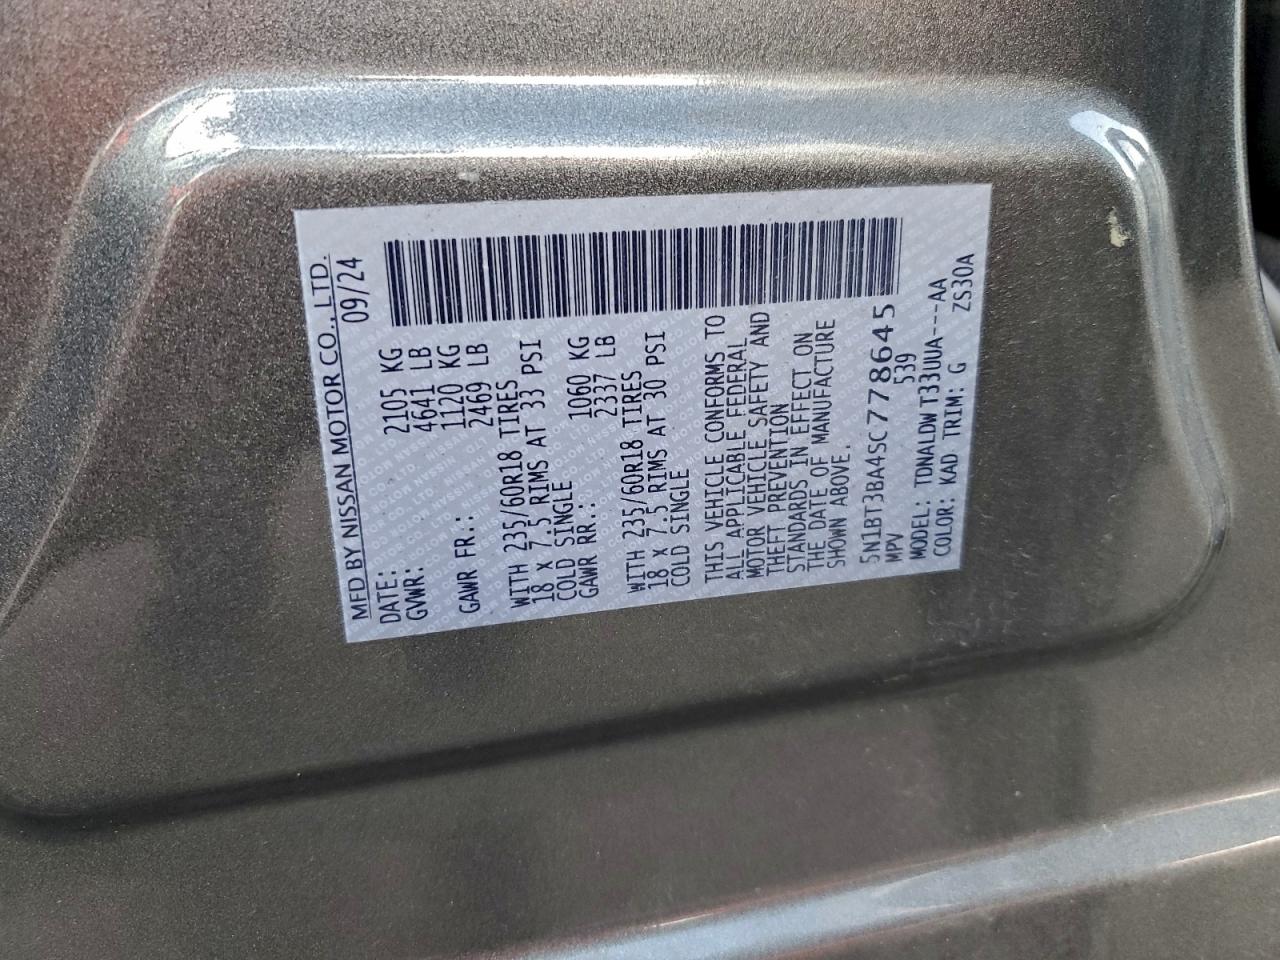 MFD BY NISSAN MOTOR CO., LTD.
DATE: 09/24
GVWR: 2105 KG
4641 LB
GAWR FR.: 1120 KG
2469 LB
WITH 235/60R18 TIRES
18 X 7.5 RIMS AT 33 PSI
COLD SINGLE
GAWR RR.: 1060 KG
2337 LB
WITH 235/60R18 TIRES
18 X 7.5 RIMS AT 30 PSI
COLD SINGLE
THIS VEHICLE CONFORMS TO
ALL APPLICABLE FEDERAL
MOTOR VEHICLE SAFETY AND
THEFT PREVENTION
STANDARDS IN EFFECT ON
THE DATE OF MANUFACTURE
SHOWN ABOVE.
5N1BT3BA4SC778645
MPV 539
MODEL: TDNALDWT33UUA---AA
COLOR: KAD TRIM: G ZS30A